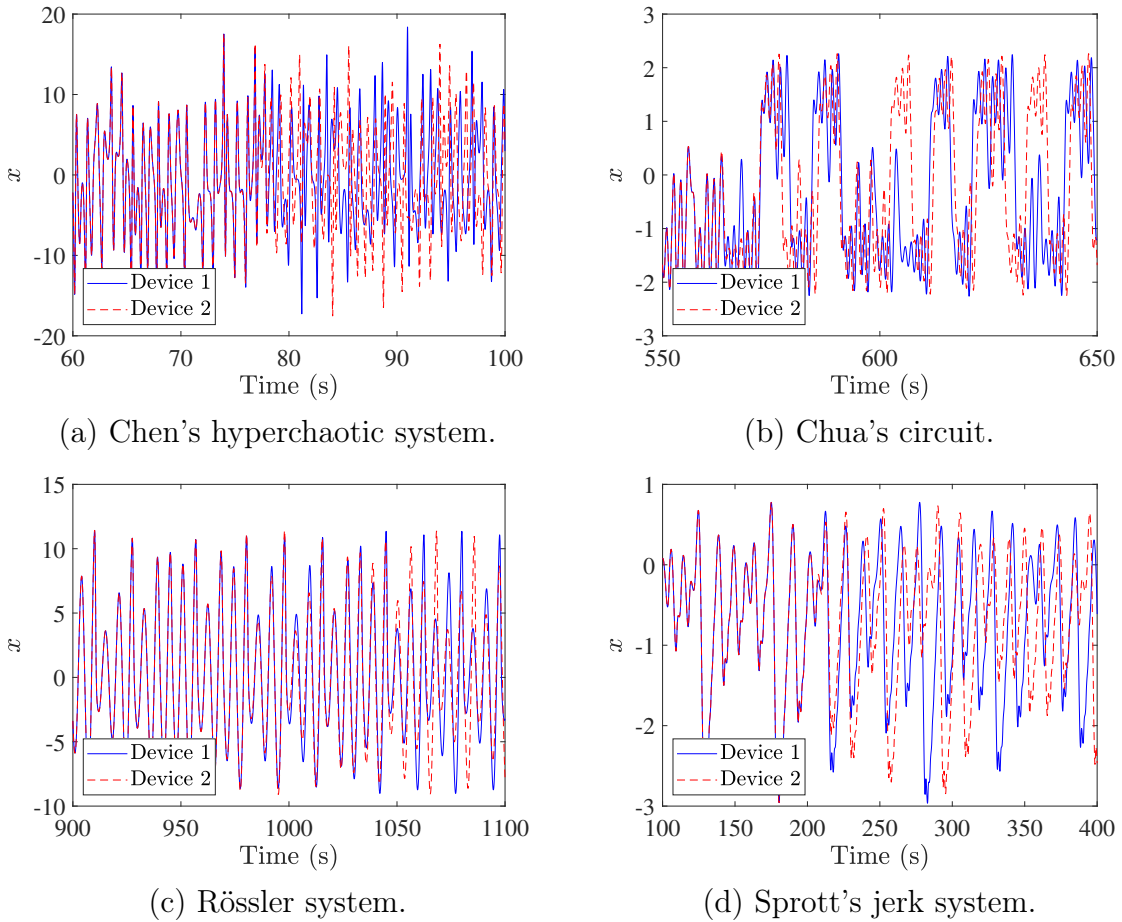 20
10
0
-10
-20
x
Device 1
Device 2
60 70 80 90 100
Time (s)
(a) Chen's hyperchaotic system.
3
2
1
0
-1
-2
-3
x
Device 1
Device 2
550 600 650
Time (s)
(b) Chua's circuit.
15
10
5
0
-5
-10
x
Device 1
Device 2
900 950 1000 1050 1100
Time (s)
(c) Rössler system.
1
0
-1
-2
-3
x
Device 1
Device 2
100 150 200 250 300 350 400
Time (s)
(d) Sprott's jerk system.